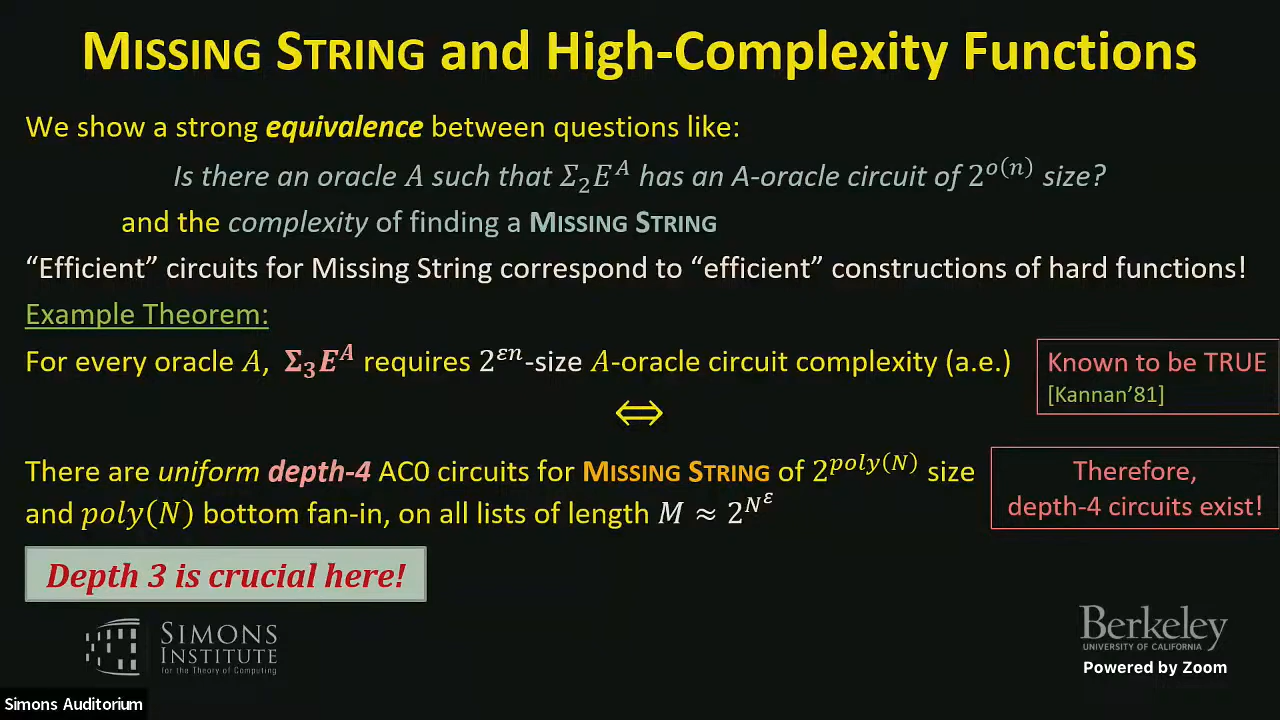 MISSING STRING and High-Complexity Functions
We show a strong equivalence between questions like:
Is there an oracle A such that Σ₂Eᴬ has an A-oracle circuit of 2^{o(n)} size?
and the complexity of finding a MISSING STRING
“Efficient” circuits for Missing String correspond to “efficient” constructions of hard functions!
Example Theorem:
For every oracle A, Σ₃Eᴬ requires 2^{εn}-size A-oracle circuit complexity (a.e.)
Known to be TRUE
[Kannan’81]
⟺
There are uniform depth-4 AC0 circuits for MISSING STRING of 2^{poly(N)} size
and poly(N) bottom fan-in, on all lists of length M ≈ 2^{N^ε}
Therefore,
depth-4 circuits exist!
Depth 3 is crucial here!
SIMONS
INSTITUTE
for the Theory of Computing
Berkeley
UNIVERSITY OF CALIFORNIA
Powered by Zoom
Simons Auditorium